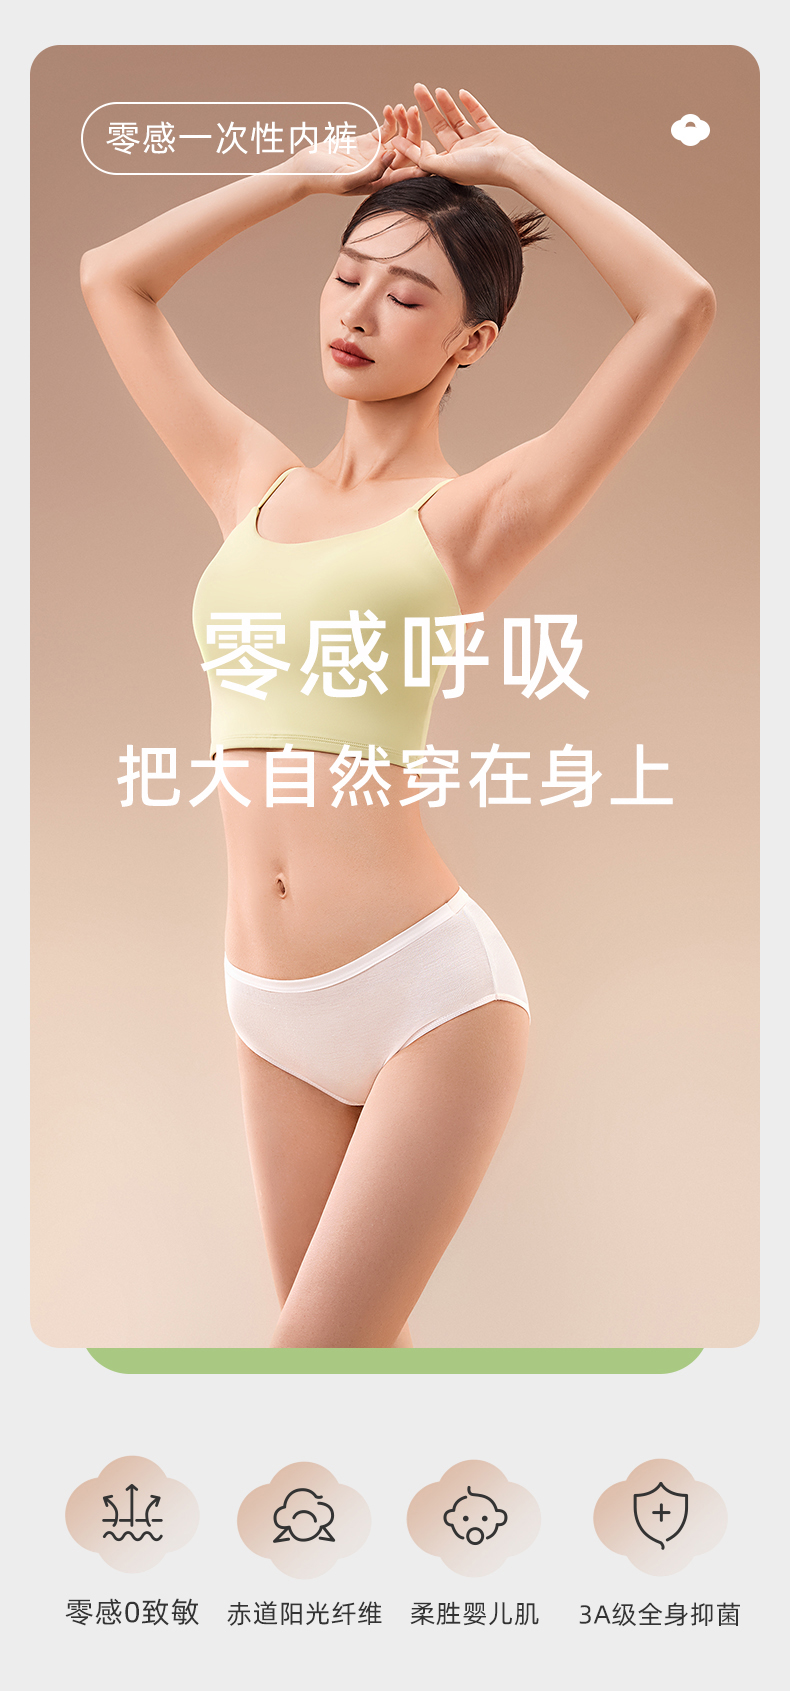 零感一次性内裤
零感呼吸
把大自然穿在身上
零感0致敏
赤道阳光纤维
柔胜婴儿肌
3A级全身抑菌